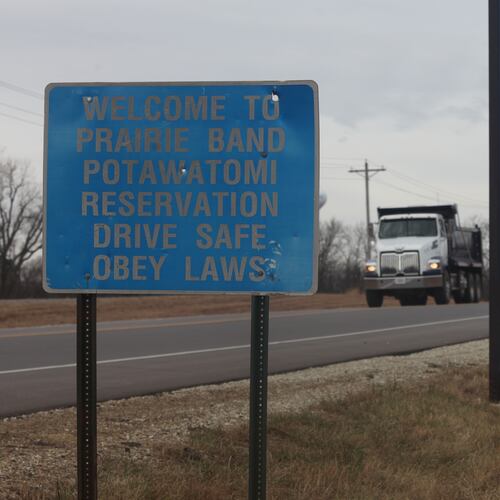 WELCOME TO
PRAIRIE BAND
POTAWATOMI
RESERVATION
DRIVE SAFE
OBEY LAWS